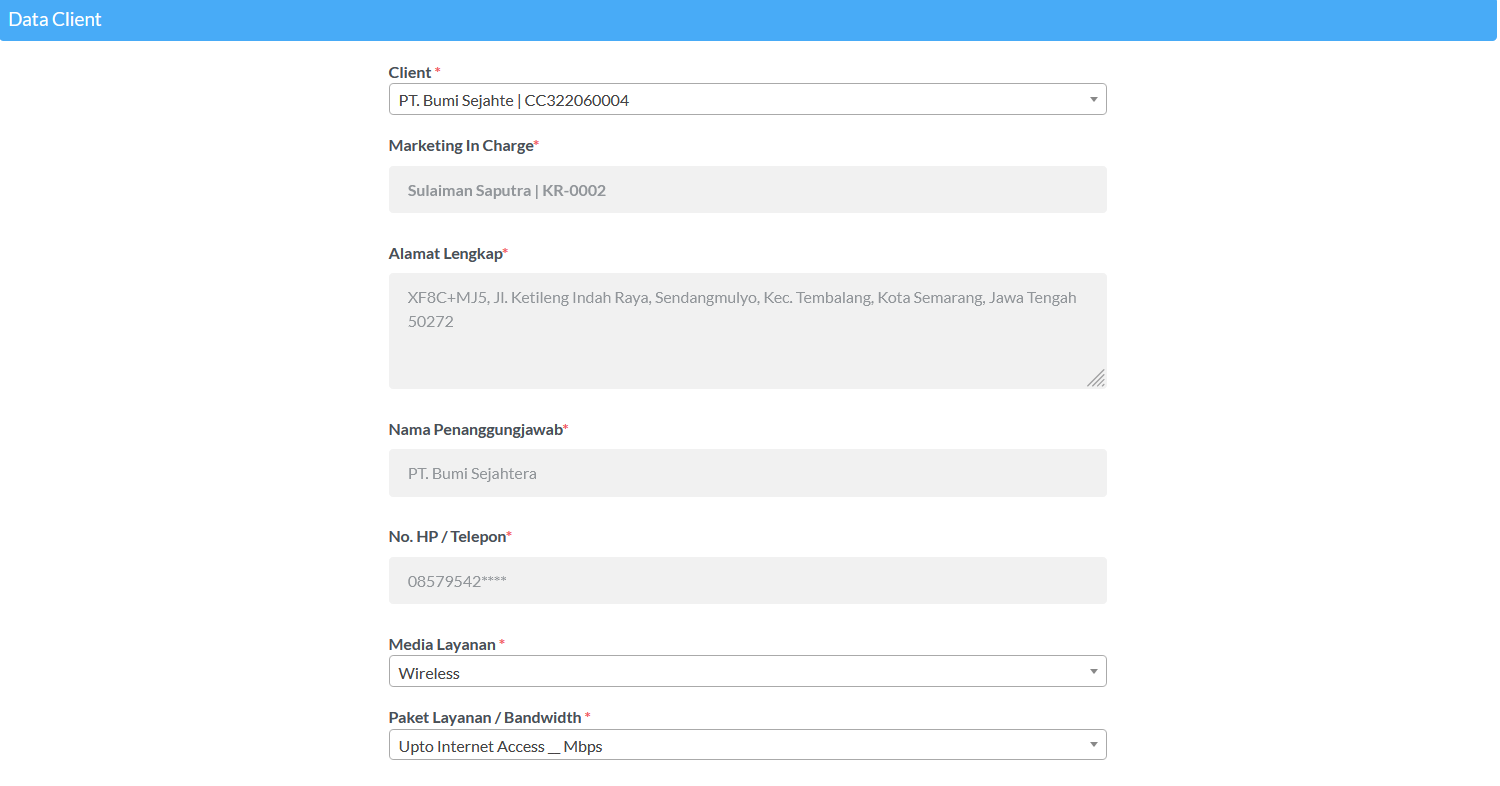 Data Client
Client *
PT. Bumi Sejahte | CC322060004
Marketing In Charge*
Sulaiman Saputra | KR-0002
Alamat Lengkap*
XF8C+MJ5, Jl. Ketileng Indah Raya, Sendangmulyo, Kec. Tembalang, Kota Semarang, Jawa Tengah
50272
Nama Penanggungjawab*
PT. Bumi Sejahtera
No. HP / Telepon*
08579542****
Media Layanan *
Wireless
Paket Layanan / Bandwidth *
Upto Internet Access __ Mbps